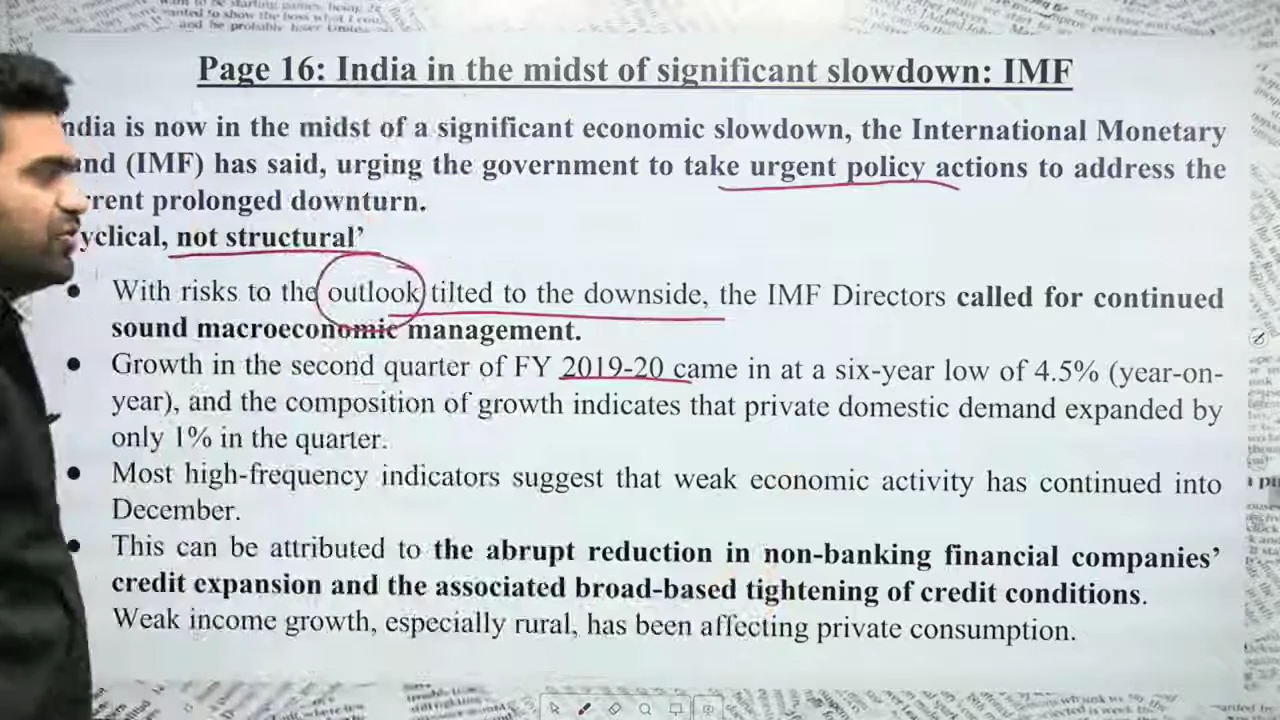 Page 16: India in the midst of significant slowdown: IMF
ndia is now in the midst of a significant economic slowdown, the International Monetary
nd (IMF) has said, urging the government to take urgent policy actions to address the
rrent prolonged downturn.
yclical, not structural’
• With risks to the outlook tilted to the downside, the IMF Directors called for continued
sound macroeconomic management.
• Growth in the second quarter of FY 2019-20 came in at a six-year low of 4.5% (year-on-
year), and the composition of growth indicates that private domestic demand expanded by
only 1% in the quarter.
• Most high-frequency indicators suggest that weak economic activity has continued into
December.
• This can be attributed to the abrupt reduction in non-banking financial companies’
credit expansion and the associated broad-based tightening of credit conditions.
Weak income growth, especially rural, has been affecting private consumption.